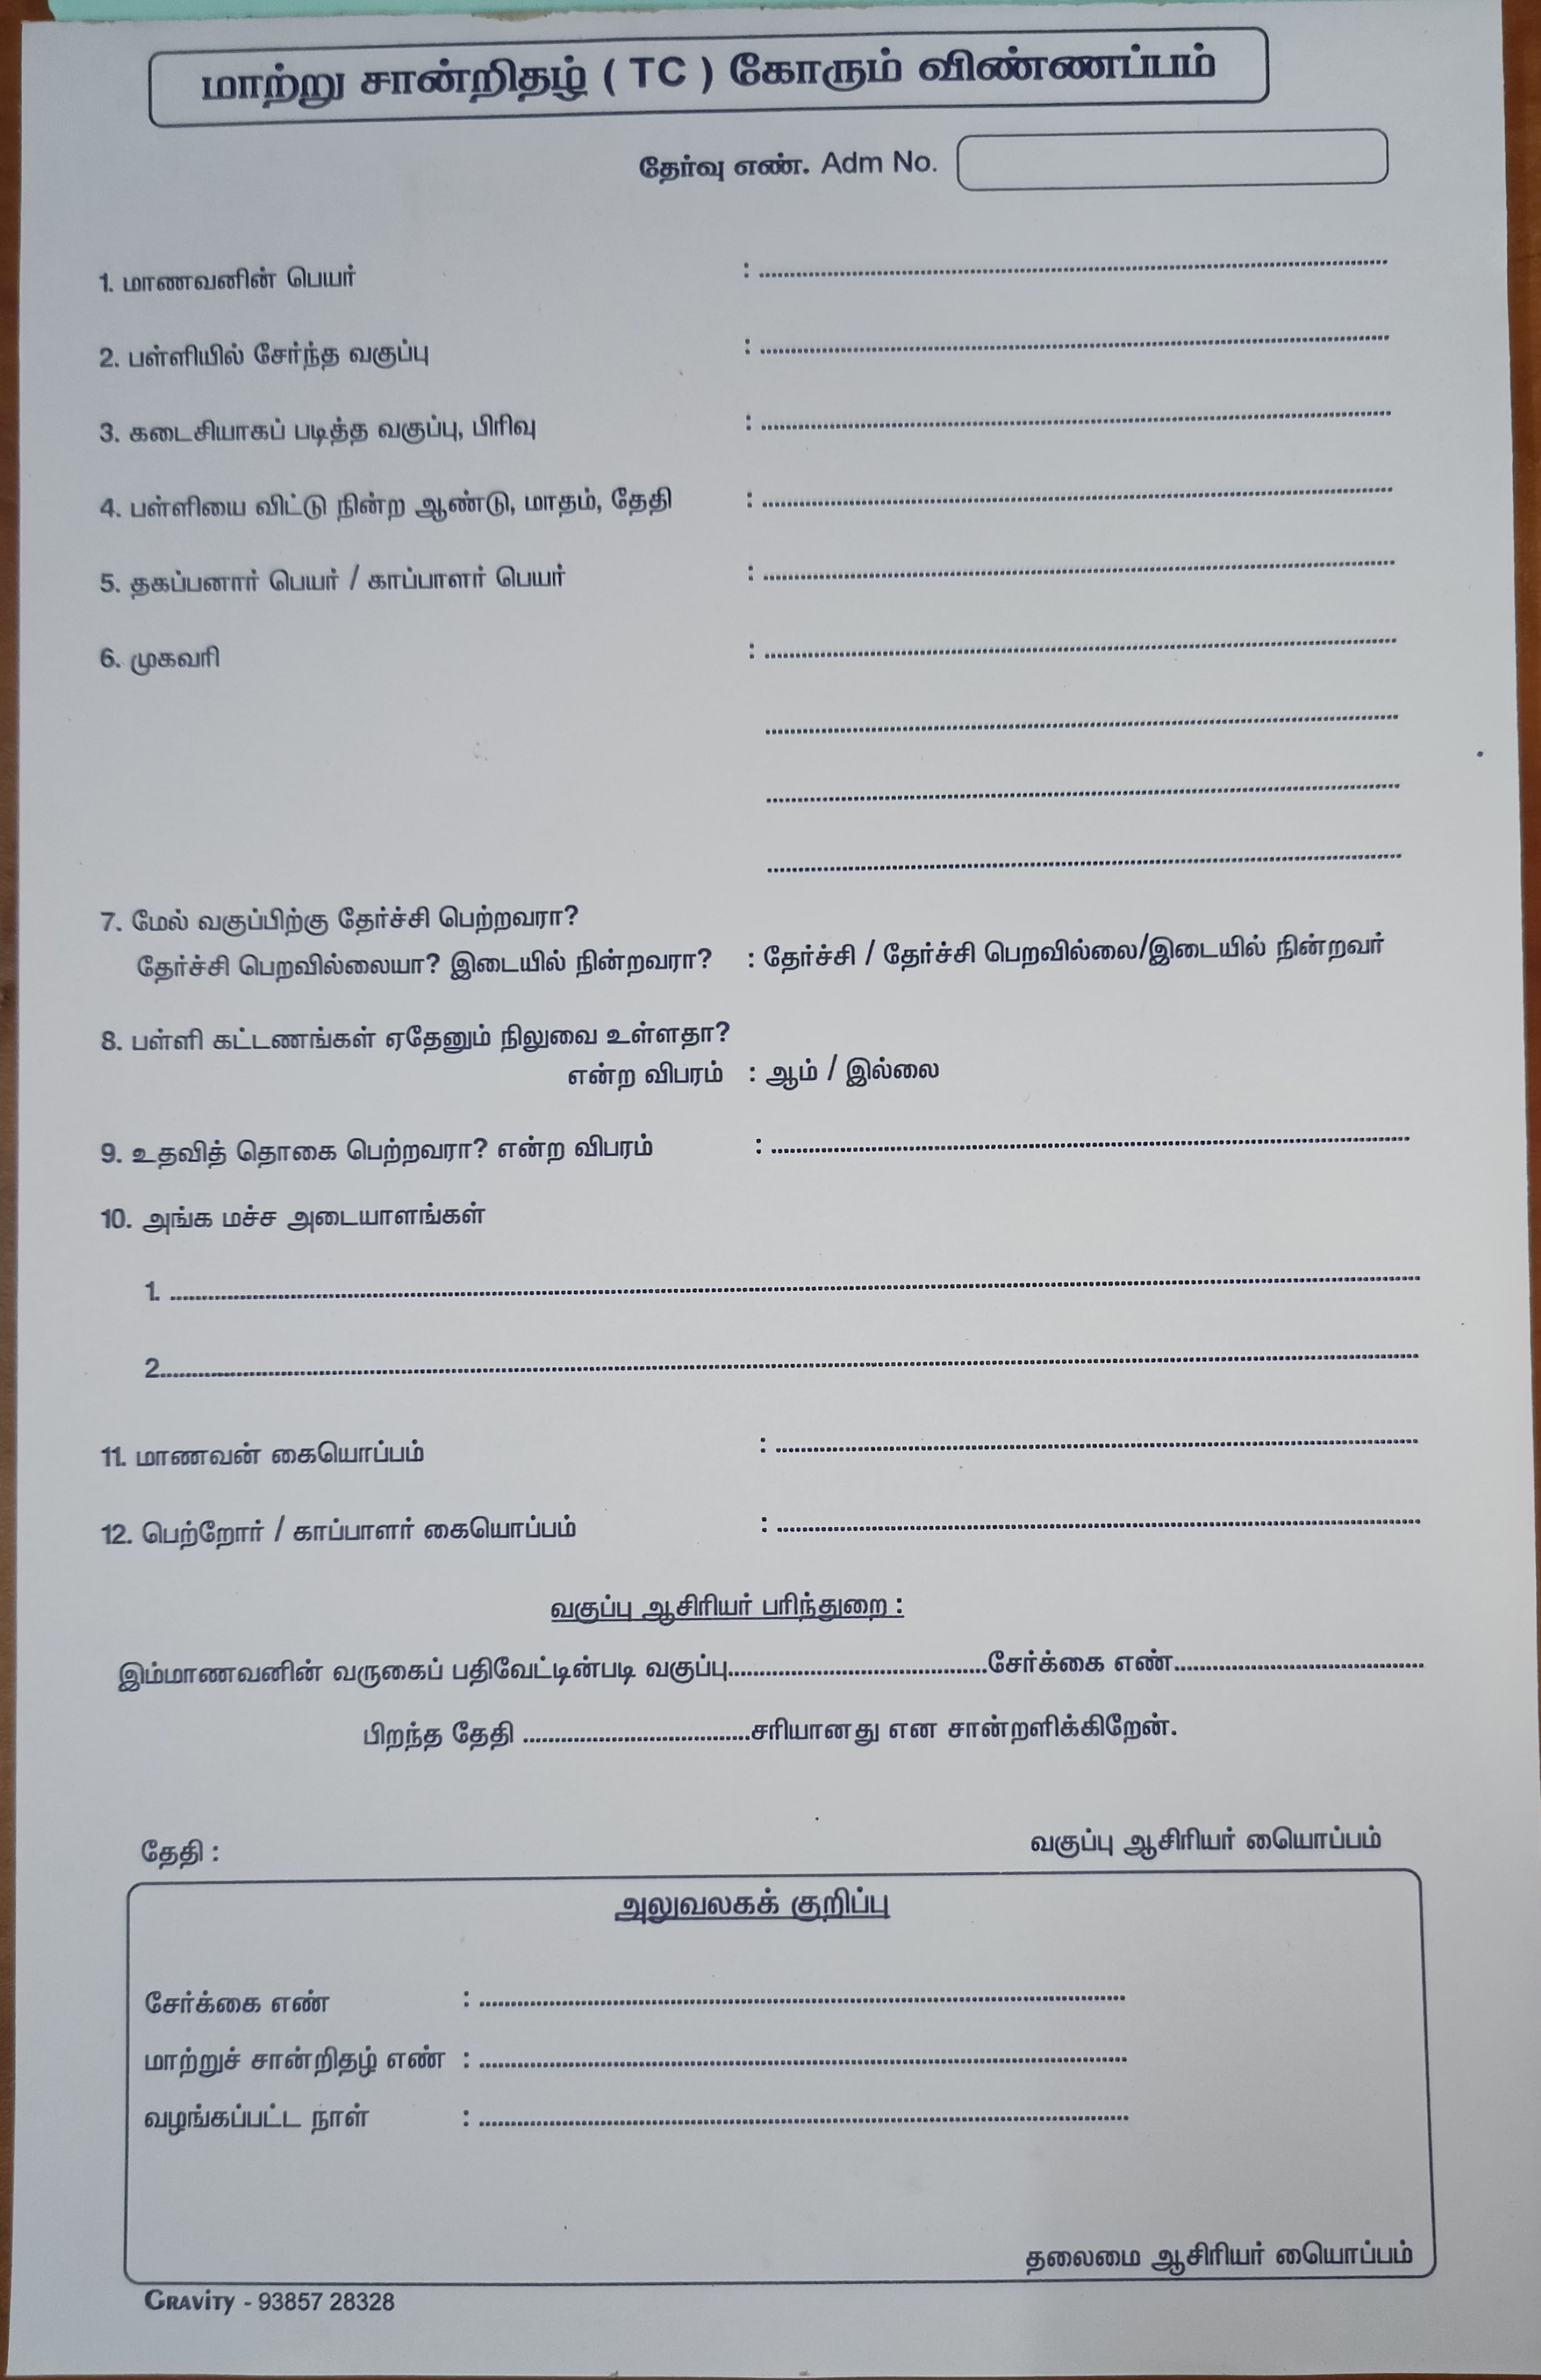 மாற்று சான்றிதழ் ( TC ) கோரும் விண்ணப்பம்
தேர்வு எண். Adm No.
1. மாணவனின் பெயர் : ........................................
2. பள்ளியில் சேர்ந்த வகுப்பு : ........................................
3. கடைசியாகப் படித்த வகுப்பு, பிரிவு : ........................................
4. பள்ளியை விட்டு நின்ற ஆண்டு, மாதம், தேதி : ........................................
5. தகப்பனார் பெயர் / காப்பாளர் பெயர் : ........................................
6. முகவரி : ........................................
........................................
........................................
........................................
7. மேல் வகுப்பிற்கு தேர்ச்சி பெற்றவரா?
தேர்ச்சி பெறவில்லையா? இடையில் நின்றவரா? : தேர்ச்சி / தேர்ச்சி பெறவில்லை/இடையில் நின்றவர்
8. பள்ளி கட்டணங்கள் ஏதேனும் நிலுவை உள்ளதா?
என்ற விபரம் : ஆம் / இல்லை
9. உதவித் தொகை பெற்றவரா? என்ற விபரம் : ........................................
10. அங்க மச்ச அடையாளங்கள்
1. ........................................
2. ........................................
11. மாணவன் கையொப்பம் : ........................................
12. பெற்றோர் / காப்பாளர் கையொப்பம் : ........................................
வகுப்பு ஆசிரியர் பரிந்துறை :
இம்மாணவனின் வருகைப் பதிவேட்டின்படி வகுப்பு....................சேர்க்கை எண்....................
பிறந்த தேதி ....................சரியானது என சான்றளிக்கிறேன்.
தேதி : வகுப்பு ஆசிரியர் யொெப்பம்
அலுவலகக் குறிப்பு
சேர்க்கை எண் : ........................................
மாற்றுச் சான்றிதழ் எண் : ........................................
வழங்கப்பட்ட நாள் : ........................................
தலைமை ஆசிரியர் யொெப்பம்
GRAVITY - 93857 28328